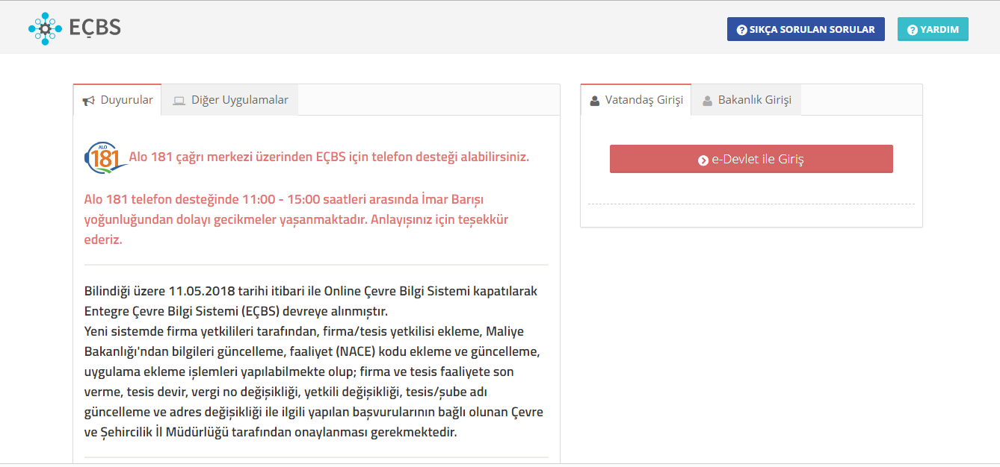 EÇBS
SIKÇA SORULAN SORULAR
YARDIM
Duyurular
Diğer Uygulamalar
ALO
181
Alo 181 çağrı merkezi üzerinden EÇBS için telefon desteği alabilirsiniz.
Alo 181 telefon desteğinde 11:00 - 15:00 saatleri arasında İmar Barışı
yoğunluğundan dolayı gecikmeler yaşanmaktadır. Anlayışınız için teşekkür
ederiz.
Bilindiği üzere 11.05.2018 tarihi itibari ile Online Çevre Bilgi Sistemi kapatılarak
Entegre Çevre Bilgi Sistemi (EÇBS) devreye alınmıştır.
Yeni sistemde firma yetkilileri tarafından, firma/tesis yetkilisi ekleme, Maliye
Bakanlığı'ndan bilgileri güncelleme, faaliyet (NACE) kodu ekleme ve güncelleme,
uygulama ekleme işlemleri yapılabilmekte olup; firma ve tesis faaliyete son
verme, tesis devir, vergi no değişikliği, yetkili değişikliği, tesis/şube adı
güncelleme ve adres değişikliği ile ilgili yapılan başvurularının bağlı olunan Çevre
ve Şehircilik İl Müdürlüğü tarafından onaylanması gerekmektedir.
Vatandaş Girişi
Bakanlık Girişi
e-Devlet ile Giriş